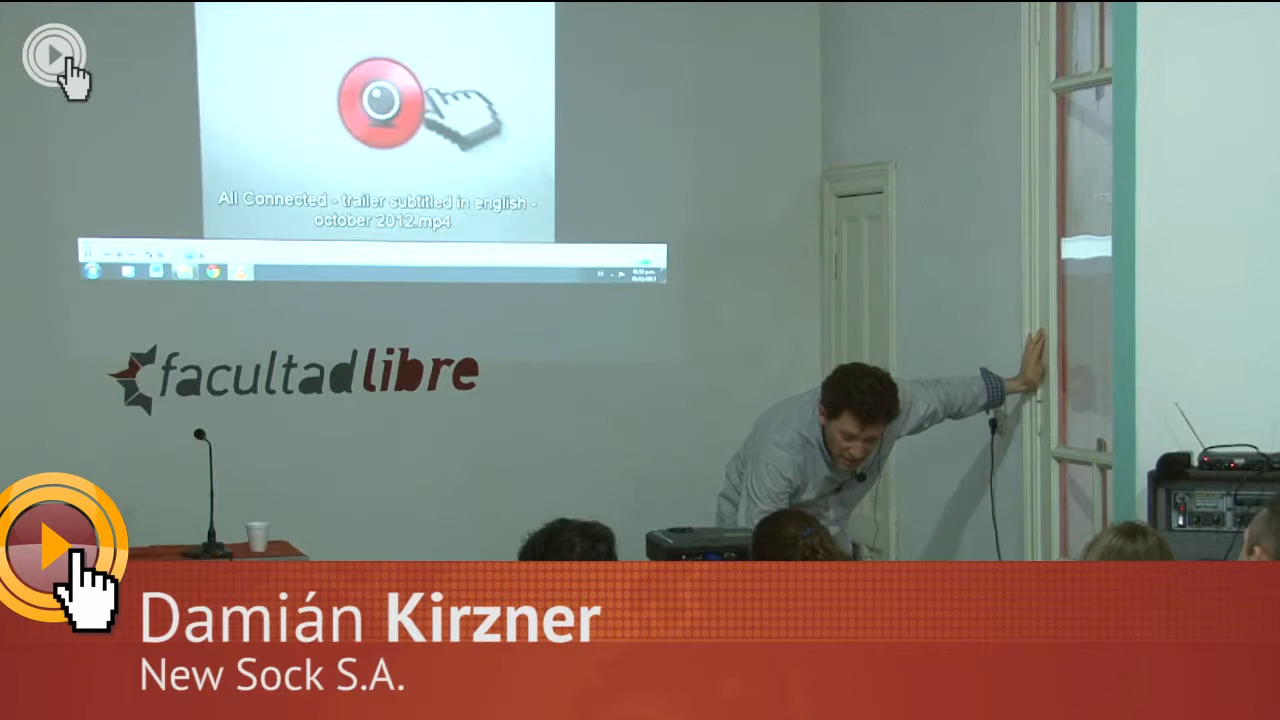 All Connected - trailer subtitled in english -
october 2012.mp4
facultadlibre
Damián Kirzner
New Sock S.A.